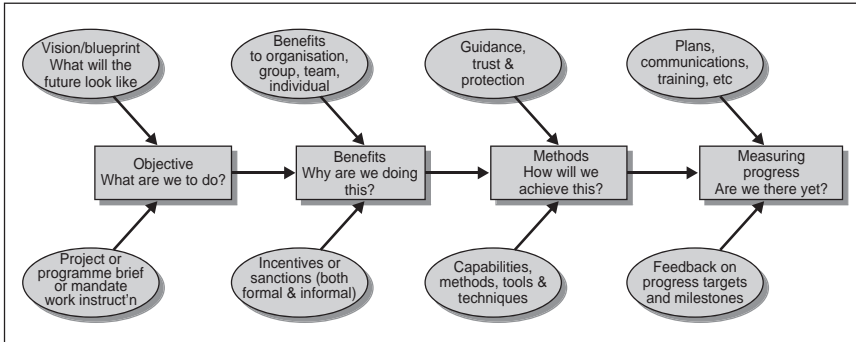 Vision/blueprint
What will the
future look like
Benefits
to organisation,
group, team,
individual
Guidance,
trust &
protection
Plans,
communications,
training, etc
Objective
What are we to do?
Benefits
Why are we doing
this?
Methods
How will we
achieve this?
Measuring
progress
Are we there yet?
Project or
programme brief
or mandate
work instruct'n
Incentives or
sanctions (both
formal & informal)
Capabilities,
methods, tools &
techniques
Feedback on
progress targets
and milestones